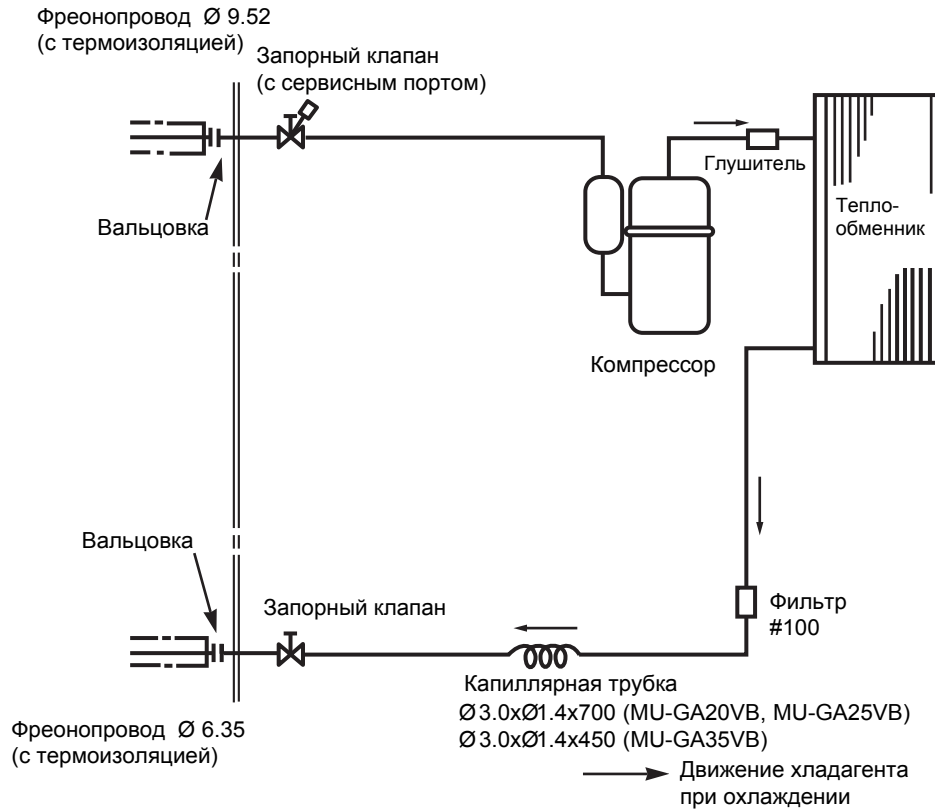 Фреонопровод Ø 9.52
(с термоизоляцией)
Запорный клапан
(с сервисным портом)
Глушитель
Тепло-
обменник
Вальцовка
Компрессор
Вальцовка
Запорный клапан
Фильтр
#100
Капиллярная трубка
Ø3.0xØ1.4x700 (MU-GA20VB, MU-GA25VB)
Ø3.0xØ1.4x450 (MU-GA35VB)
Фреонопровод Ø 6.35
(с термоизоляцией)
Движение хладагента
при охлаждении